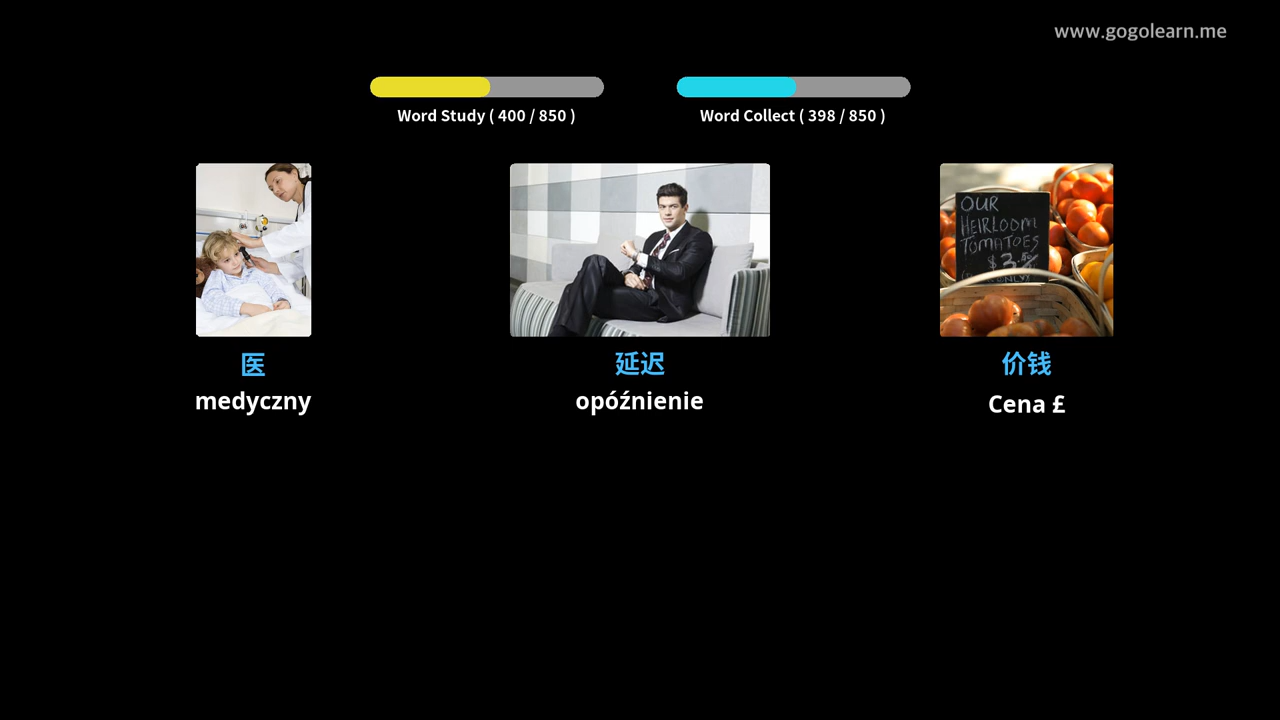 www.gogolearn.me
Word Study ( 400 / 850 )
Word Collect ( 398 / 850 )
OUR
HEIRLOOM
TOMATOES
医
延迟
价钱
medyczny
opóźnienie
Cena £